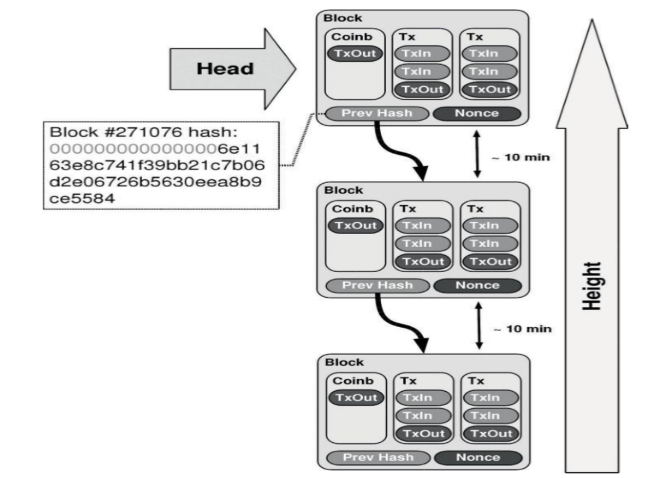 Block
Coinb Tx Tx
TxOut TxIn TxIn
TxIn TxIn
TxOut TxOut
Prev Hash Nonce
Head
Block #271076 hash:
0000000000000006e11
63e8c741f39bb21c7b06
d2e06726b5630eea8b9
ce5584
~ 10 min
Block
Coinb Tx Tx
TxOut TxIn TxIn
TxIn TxIn
TxOut TxOut
Prev Hash Nonce
~ 10 min
Block
Coinb Tx Tx
TxOut TxIn TxIn
TxIn TxIn
TxOut TxOut
Prev Hash Nonce
Height